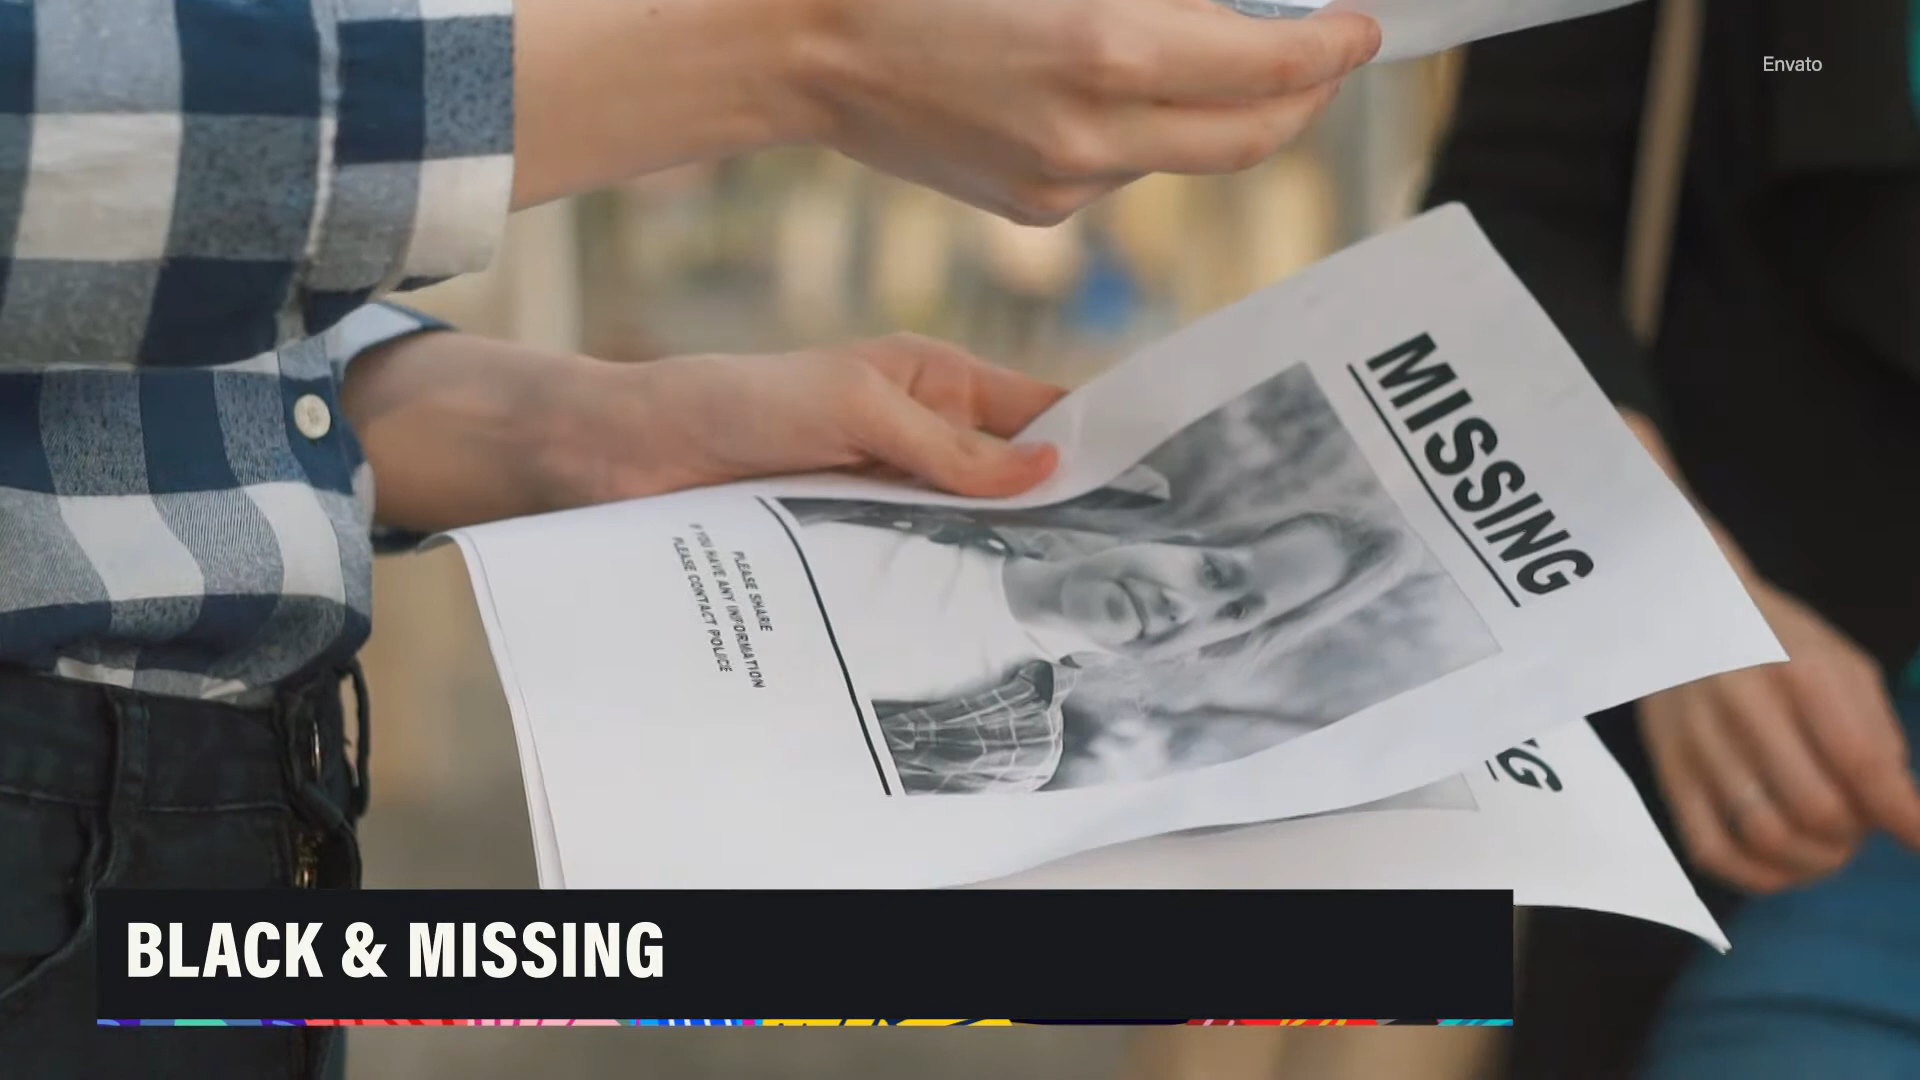 Envato
MISSING
PLEASE SHARE
IF YOU HAVE ANY INFORMATION
PLEASE CONTACT POLICE
G
BLACK & MISSING